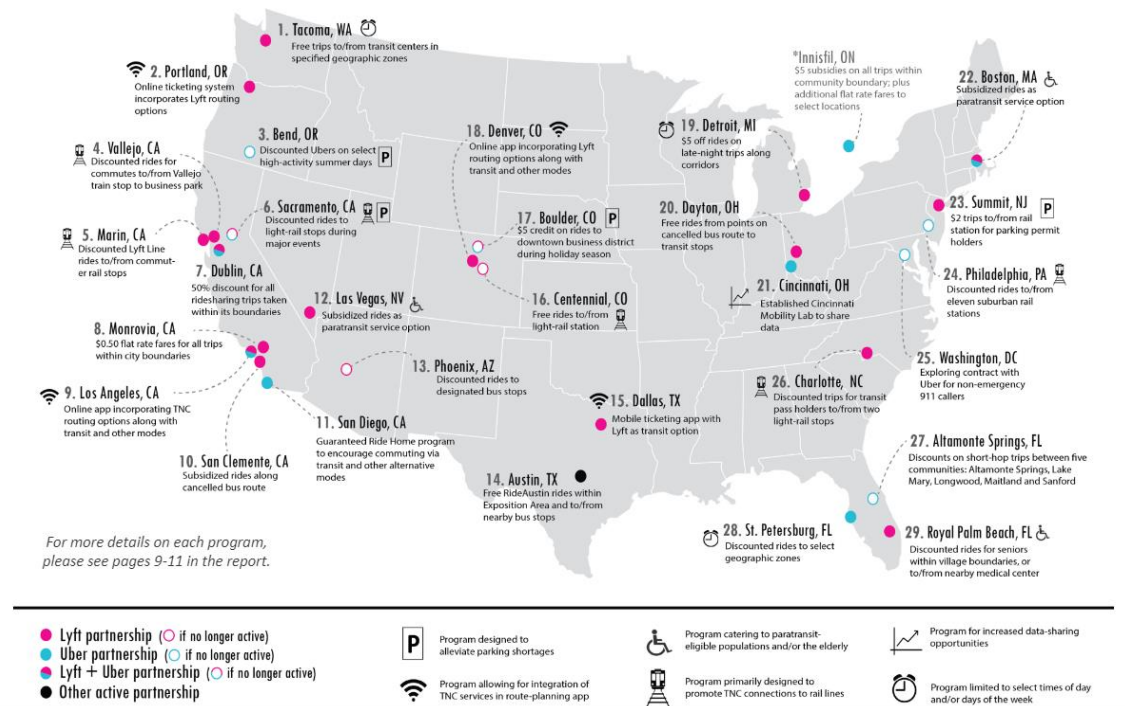 1. Tacoma, WA
Free trips to/from transit centers in
specified geographic zones
2. Portland, OR
Online ticketing system
incorporates Lyft routing
options
3. Bend, OR
Discounted Ubers on select
high-activity summer days
P
4. Vallejo, CA
Discounted rides for
commutes to/from Vallejo
train stop to business park
5. Marin, CA
Discounted Lyft Line
rides to/from commut-
er rail stops
6. Sacramento, CA
P
Discounted rides to
light-rail stops during
major events
7. Dublin, CA
50% discount for all
ridesharing trips taken
within its boundaries
8. Monrovia, CA
$0.50 flat rate fares for all trips
within city boundaries
9. Los Angeles, CA
Online app incorporating TNC
routing options along with
transit and other modes
10. San Clemente, CA
Subsidized rides along
cancelled bus route
11. San Diego, CA
Guaranteed Ride Home program
to encourage commuting via
transit and other alternative
modes
12. Las Vegas, NV
Subsidized rides as
paratransit service option
13. Phoenix, AZ
Discounted rides to
designated bus stops
14. Austin, TX
Free RideAustin rides within
Exposition Area and to/from
nearby bus stops
15. Dallas, TX
Mobile ticketing app with
Lyft as transit option
16. Centennial, CO
Free rides to/from
light-rail station
17. Boulder, CO
P
$5 credit on rides to
downtown business district
during holiday season
18. Denver, CO
Online app incorporating Lyft
routing options along with
transit and other modes
19. Detroit, MI
$5 off rides on
late-night trips along
corridors
20. Dayton, OH
Free rides from points on
cancelled bus route to
transit stops
21. Cincinnati, OH
Established Cincinnati
Mobility Lab to share
data
*Innisfil, ON
$5 subsidies on all trips within
community boundary; plus
additional flat rate fares to
select locations
22. Boston, MA
Subsidized rides as
paratransit service option
23. Summit, NJ
P
$2 trips to/from rail
station for parking permit
holders
24. Philadelphia, PA
Discounted rides to/from
eleven suburban rail
stations
25. Washington, DC
Exploring contract with
Uber for non-emergency
911 callers
26. Charlotte, NC
Discounted trips for transit
pass holders to/from two
light-rail stops
27. Altamonte Springs, FL
Discounts on short-hop trips between five
communities: Altamonte Springs, Lake
Mary, Longwood, Maitland and Sanford
28. St. Petersburg, FL
Discounted rides to select
geographic zones
29. Royal Palm Beach, FL
Discounted rides for seniors
within village boundaries, or
to/from nearby medical center
For more details on each program,
please see pages 9-11 in the report.
Lyft partnership ( if no longer active)
Uber partnership ( if no longer active)
Lyft + Uber partnership ( if no longer active)
Other active partnership
P
Program designed to
alleviate parking shortages
Program allowing for integration of
TNC services in route-planning app
Program catering to paratransit-
eligible populations and/or the elderly
Program primarily designed to
promote TNC connections to rail lines
Program for increased data-sharing
opportunities
Program limited to select times of day
and/or days of the week